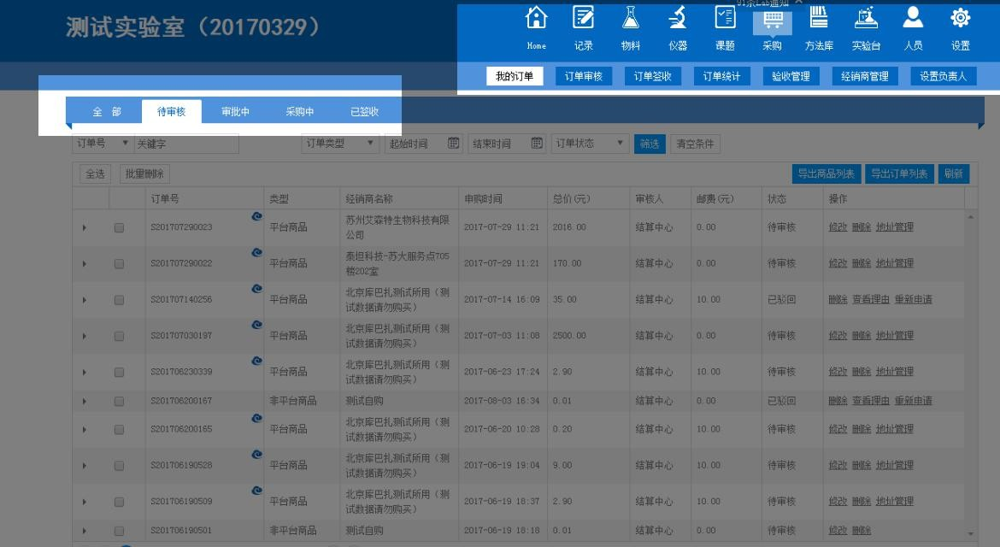 91条Lab通知
测试实验室（20170329）
Home 记录 物料 仪器 课题 采购 方法库 实验台 人员 设置
我的订单 订单审核 订单签收 订单统计 验收管理 经销商管理 设置负责人
全 部 待审核 审批中 采购中 已签收
订单号 关键字 订单类型 起始时间 结束时间 订单状态 筛选 清空条件
全选 批量删除 导出商品列表 导出订单列表 刷新
订单号 类型 经销商名称 申购时间 总价(元) 审核人 邮费(元) 状态 操作
S201707290023 平台商品 苏州艾森特生物科技有限公司 2017-07-29 11:21 2016.00 结算中心 0.00 待审核 修改 删除 地址管理
S201707290022 平台商品 泰坦科技-苏大服务点705楼202室 2017-07-29 11:21 170.00 结算中心 0.00 待审核 修改 删除 地址管理
S201707140256 平台商品 北京库巴扎测试所用（测试数据请勿购买） 2017-07-14 16:09 35.00 结算中心 10.00 已驳回 删除 查看理由 重新申请
S201707030197 平台商品 北京库巴扎测试所用（测试数据请勿购买） 2017-07-03 11:08 2500.00 结算中心 0.00 待审核 修改 删除 地址管理
S201706230339 平台商品 北京库巴扎测试所用（测试数据请勿购买） 2017-06-23 17:24 2.90 结算中心 10.00 待审核 修改 删除 地址管理
S201706200167 非平台商品 测试自购 2017-08-03 16:34 0.01 结算中心 0.00 已驳回 删除 查看理由 重新申请
S201706200165 平台商品 北京库巴扎测试所用（测试数据请勿购买） 2017-06-20 10:28 0.20 结算中心 10.00 待审核 修改 删除 地址管理
S201706190528 平台商品 北京库巴扎测试所用（测试数据请勿购买） 2017-06-19 19:04 9.00 结算中心 10.00 待审核 修改 删除 地址管理
S201706190509 平台商品 北京库巴扎测试所用（测试数据请勿购买） 2017-06-19 18:37 2.90 结算中心 10.00 待审核 修改 删除 地址管理
S201706190501 非平台商品 测试自购 2017-06-19 18:18 0.01 结算中心 0.00 待审核 修改 删除